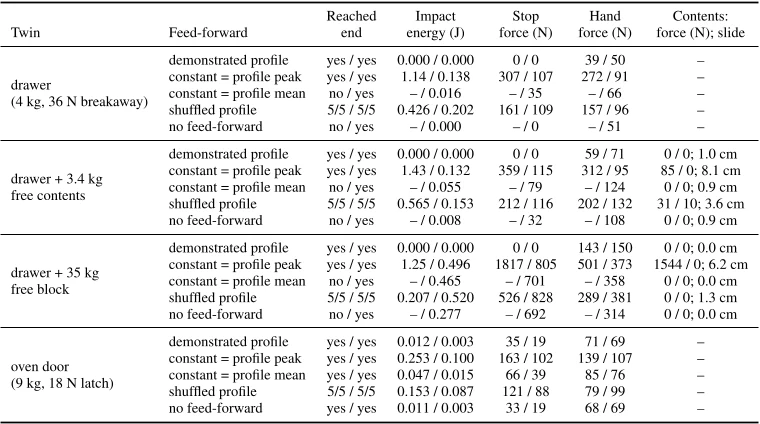 Twin Feed-forward Reached end Impact energy (J) Stop force (N) Hand force (N) Contents: force (N); slide
drawer (4 kg, 36 N breakaway)
demonstrated profile yes / yes 0.000 / 0.000 0 / 0 39 / 50 –
constant = profile peak yes / yes 1.14 / 0.138 307 / 107 272 / 91 –
constant = profile mean no / yes – / 0.016 – / 35 – / 66 –
shuffled profile 5/5 / 5/5 0.426 / 0.202 161 / 109 157 / 96 –
no feed-forward no / yes – / 0.000 – / 0 – / 51 –
drawer + 3.4 kg free contents
demonstrated profile yes / yes 0.000 / 0.000 0 / 0 59 / 71 0 / 0; 1.0 cm
constant = profile peak yes / yes 1.43 / 0.132 359 / 115 312 / 95 85 / 0; 8.1 cm
constant = profile mean no / yes – / 0.055 – / 79 – / 124 0 / 0; 0.9 cm
shuffled profile 5/5 / 5/5 0.565 / 0.153 212 / 116 202 / 132 31 / 10; 3.6 cm
no feed-forward no / yes – / 0.008 – / 32 – / 108 0 / 0; 0.9 cm
drawer + 35 kg free block
demonstrated profile yes / yes 0.000 / 0.000 0 / 0 143 / 150 0 / 0; 0.0 cm
constant = profile peak yes / yes 1.25 / 0.496 1817 / 805 501 / 373 1544 / 0; 6.2 cm
constant = profile mean no / yes – / 0.465 – / 701 – / 358 0 / 0; 0.0 cm
shuffled profile 5/5 / 5/5 0.207 / 0.520 526 / 828 289 / 381 0 / 0; 1.3 cm
no feed-forward no / yes – / 0.277 – / 692 – / 314 0 / 0; 0.0 cm
oven door (9 kg, 18 N latch)
demonstrated profile yes / yes 0.012 / 0.003 35 / 19 71 / 69 –
constant = profile peak yes / yes 0.253 / 0.100 163 / 102 139 / 107 –
constant = profile mean yes / yes 0.047 / 0.015 66 / 39 85 / 76 –
shuffled profile 5/5 / 5/5 0.153 / 0.087 121 / 88 79 / 99 –
no feed-forward yes / yes 0.011 / 0.003 33 / 19 68 / 69 –